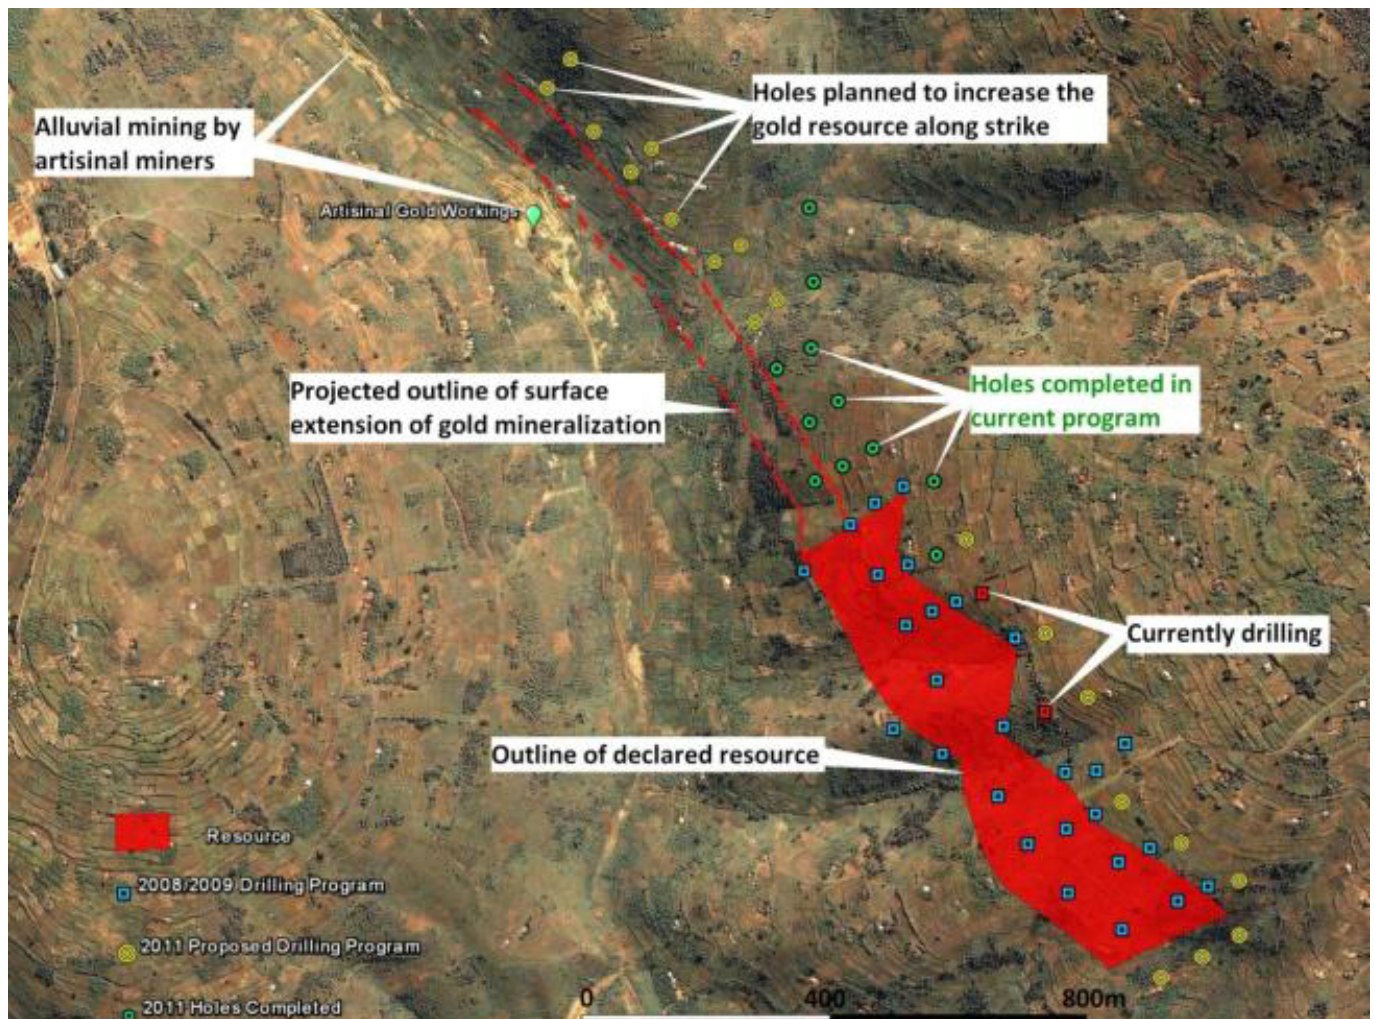 Holes planned to increase the
gold resource along strike
Alluvial mining by
artisinal miners
Artisinal Gold Workings
Projected outline of surface
extension of gold mineralization
Holes completed in
current program
Currently drilling
Outline of declared resource
Resource
2008/2009 Drilling Program
2011 Proposed Drilling Program
2011 Holes Completed
0 400 800m